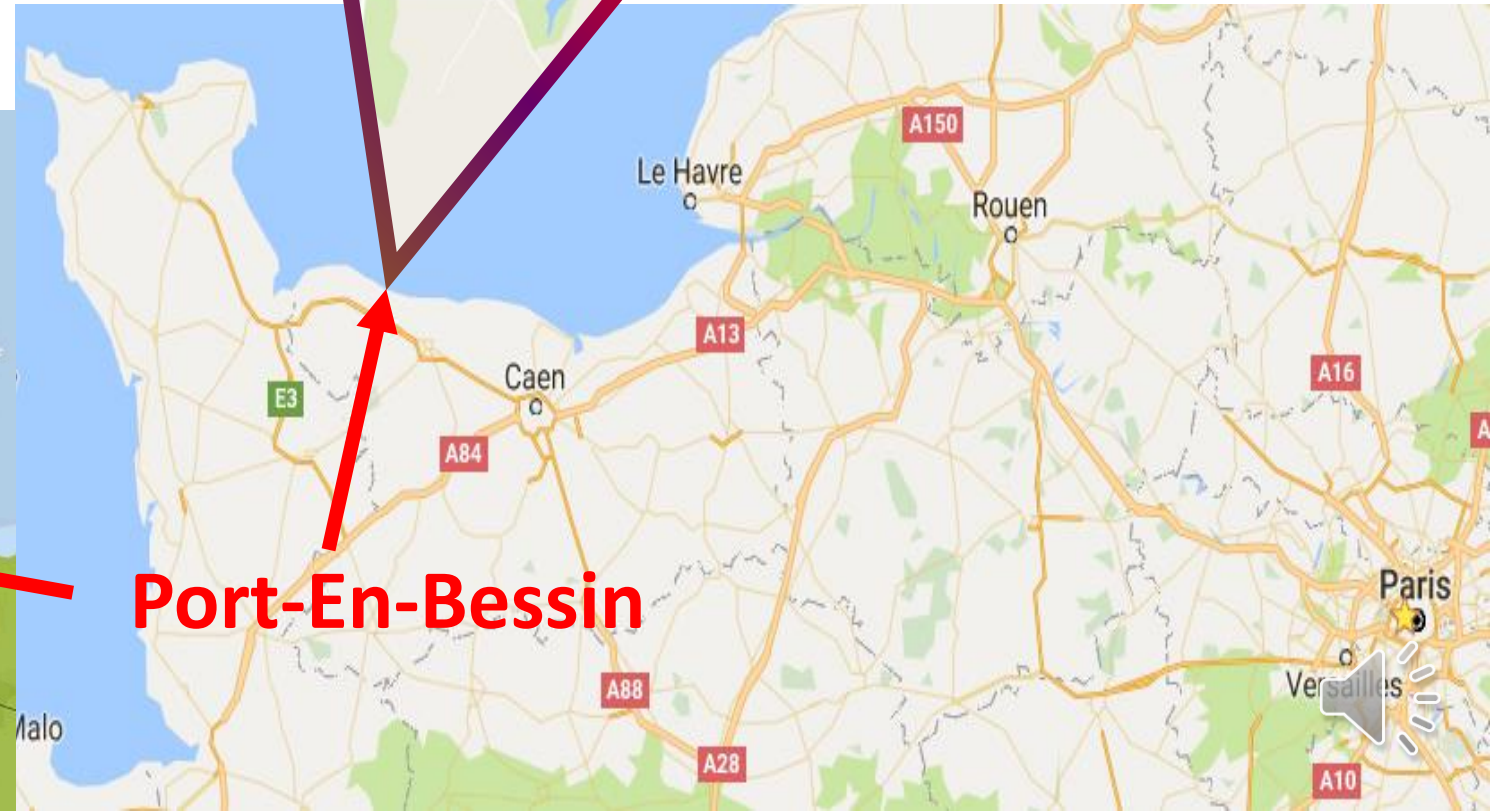 A150
Le Havre
Rouen
A13
A16
Caen
E3
A84
A
Port-En-Bessin
Paris
Versailles
A88
Malo
A28
A10